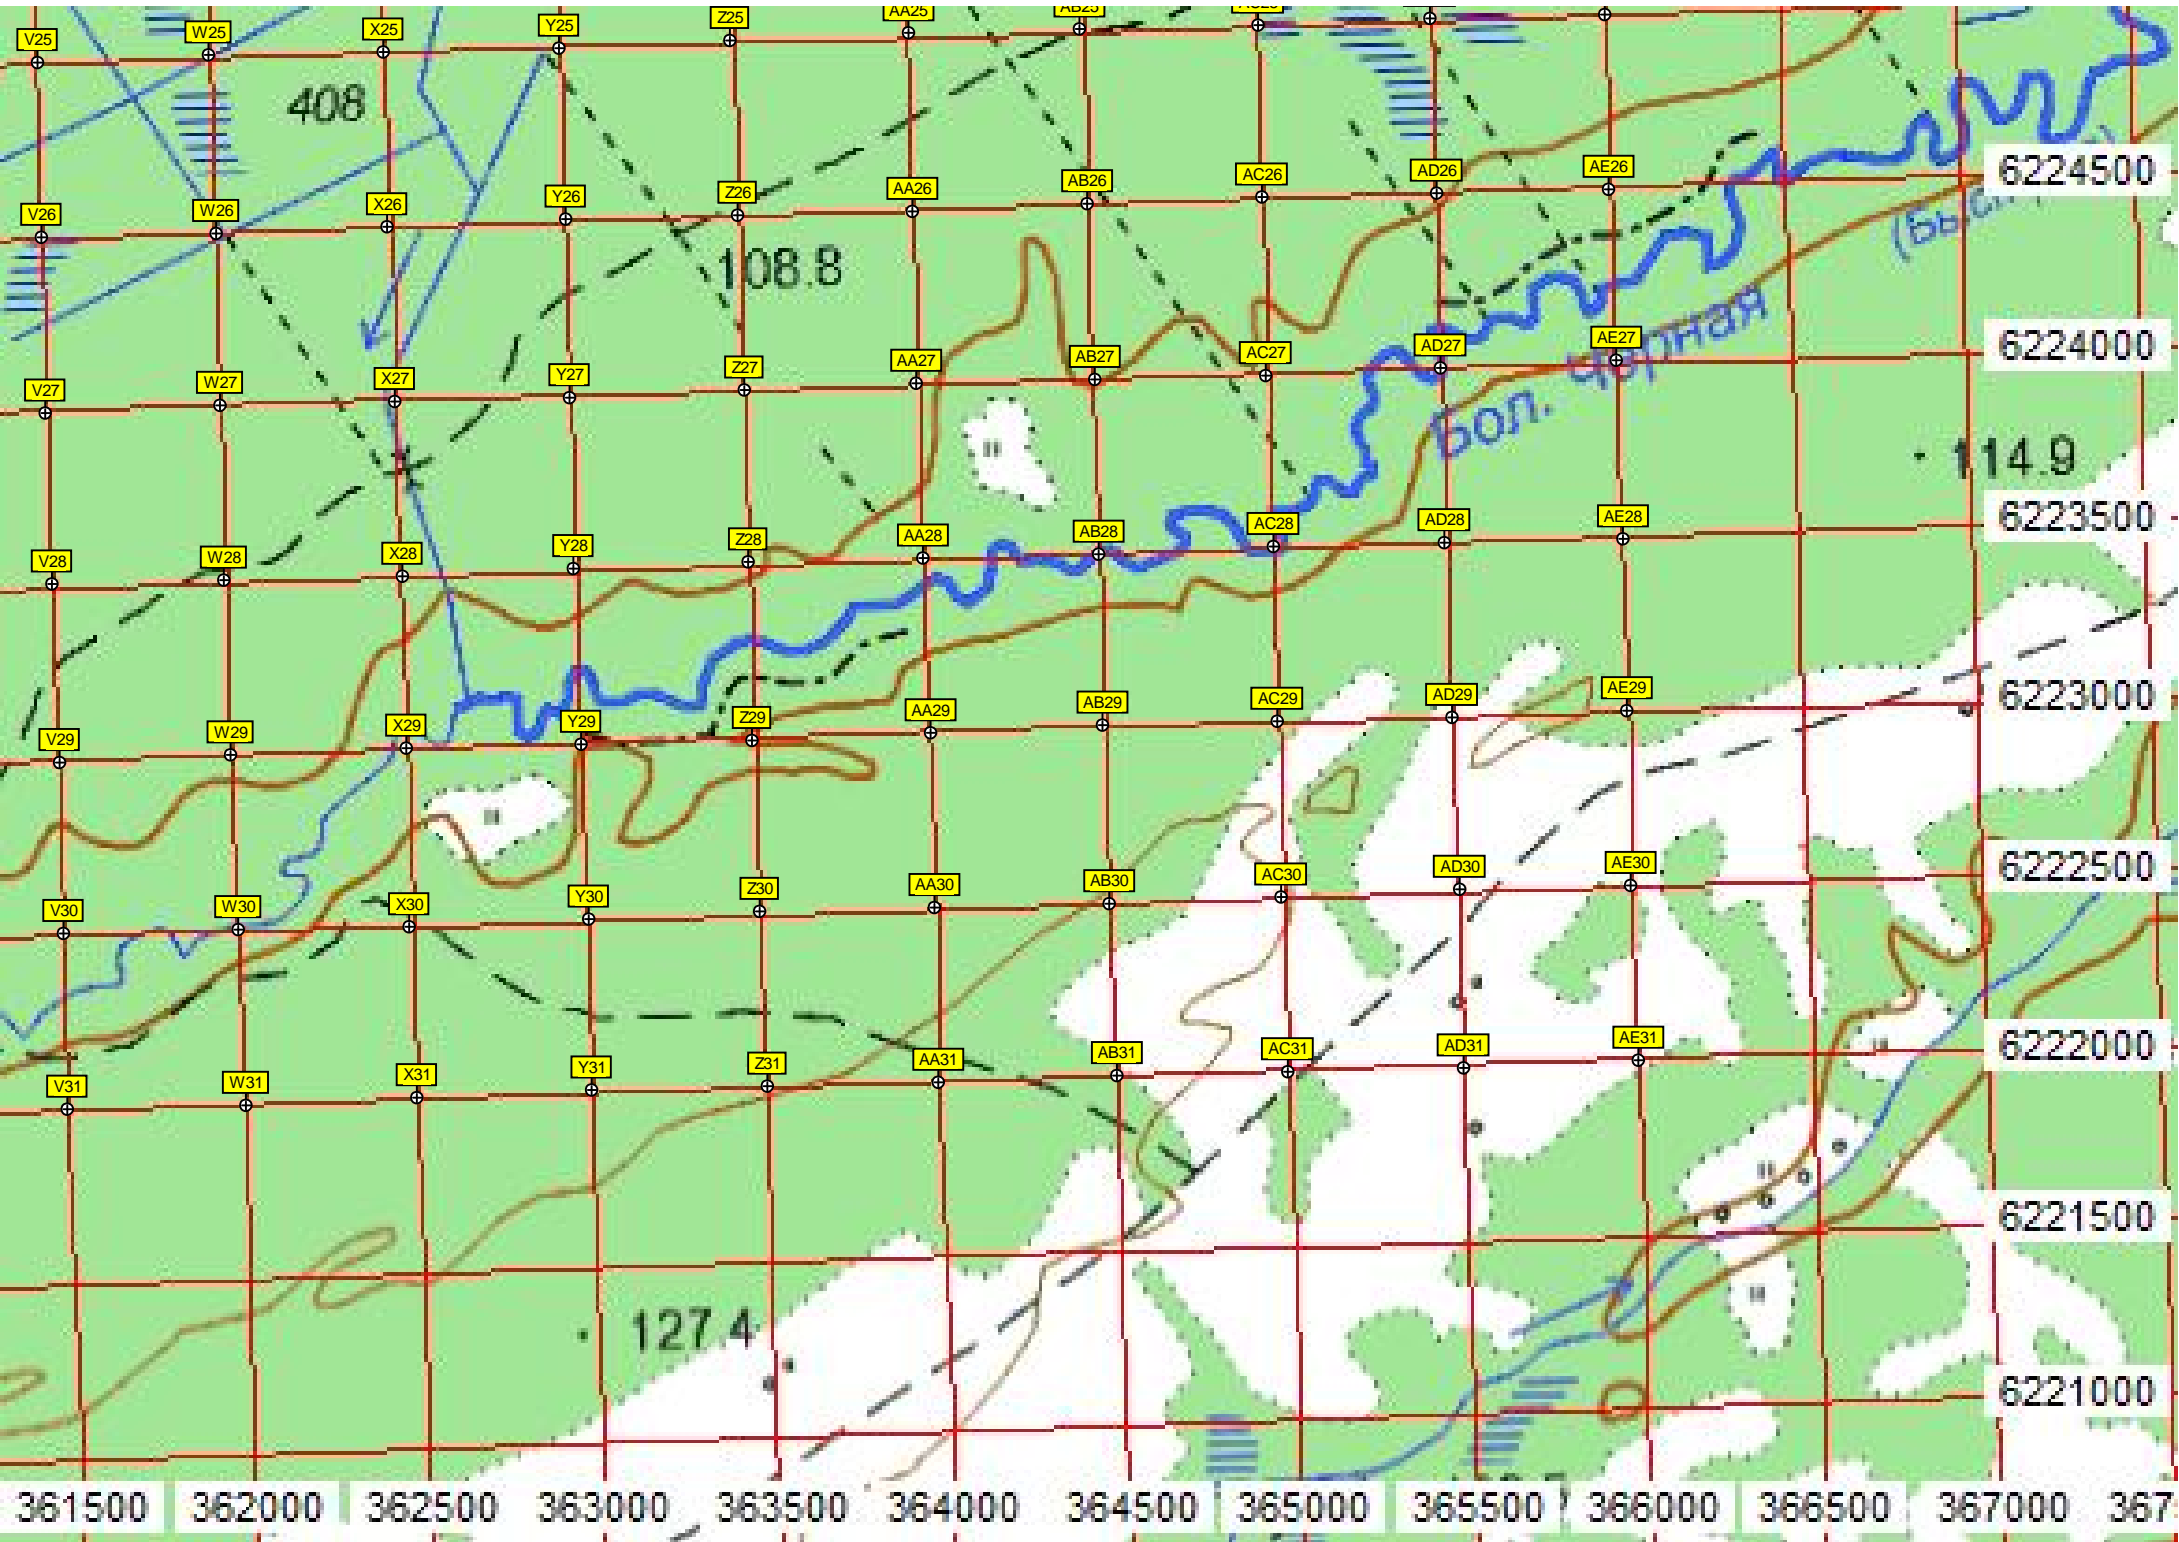 V25 W25 X25 Y25 Z25 AA25 AB25
408
6224500
V26 W26 X26 Y26 Z26 AA26 AB26 AC26 AD26 AE26
108.8
6224000
V27 W27 X27 Y27 Z27 AA27 AB27 AC27 AD27 AE27
Бол. Черная
114.9
6223500
V28 W28 X28 Y28 Z28 AA28 AB28 AC28 AD28 AE28
6223000
V29 W29 X29 Y29 Z29 AA29 AB29 AC29 AD29 AE29
6222500
V30 W30 X30 Y30 Z30 AA30 AB30 AC30 AD30 AE30
6222000
V31 W31 X31 Y31 Z31 AA31 AB31 AC31 AD31 AE31
6221500
127.4
6221000
361500 362000 362500 363000 363500 364000 364500 365000 365500 366000 366500 367000